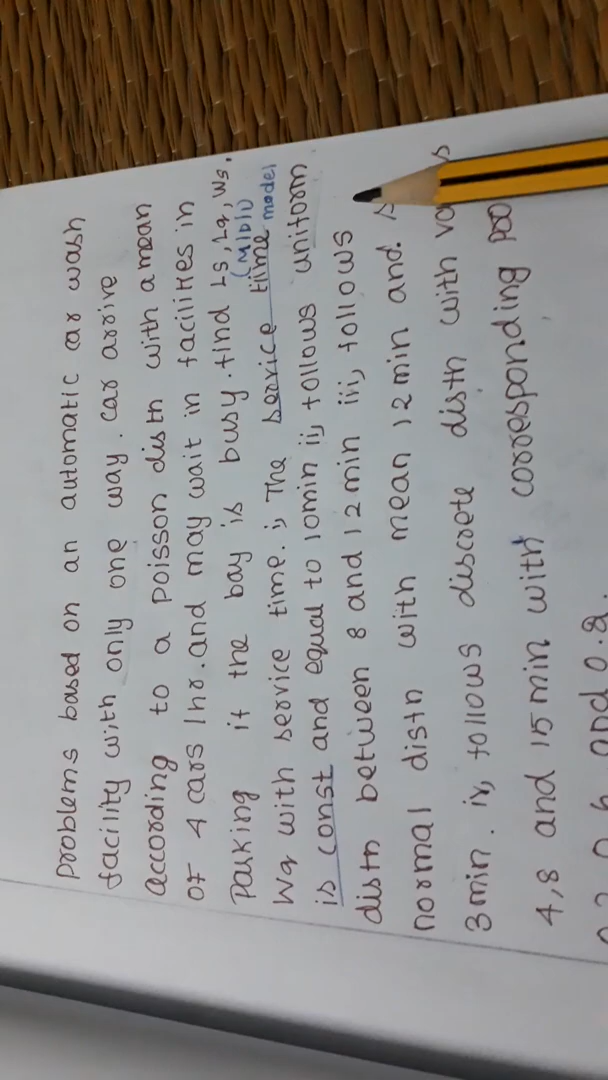 problems based on an automatic car wash
facility with only one way. car arrive
according to a poisson distn with a mean
of 4 cars /hr. and may wait in facilities in
parking if the bay is busy. find Ls, Lq, Ws,
(M/D/1) model
Wq with service time. i, The service time
is const and equal to 10min ii, follows uniform
distn between 8 and 12 min iii, follows
normal distn with mean 12 min and
3min. iv, follows discrete distn with
4, 8 and 15 min with corresponding
and 0.2.